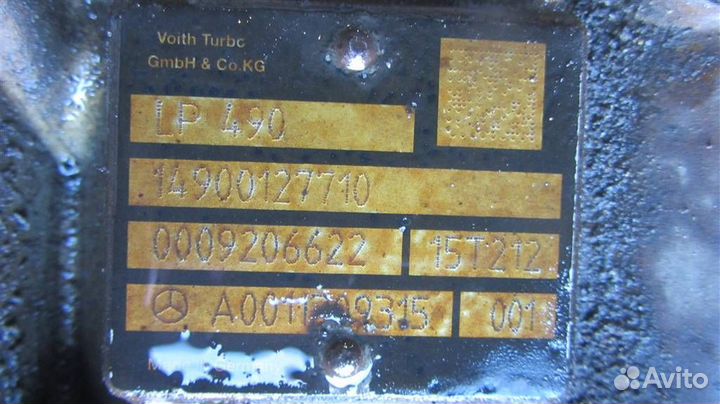 Voith Turbo
GmbH & Co.KG
LP 490
14900127710
0009206622 15T212
Avito